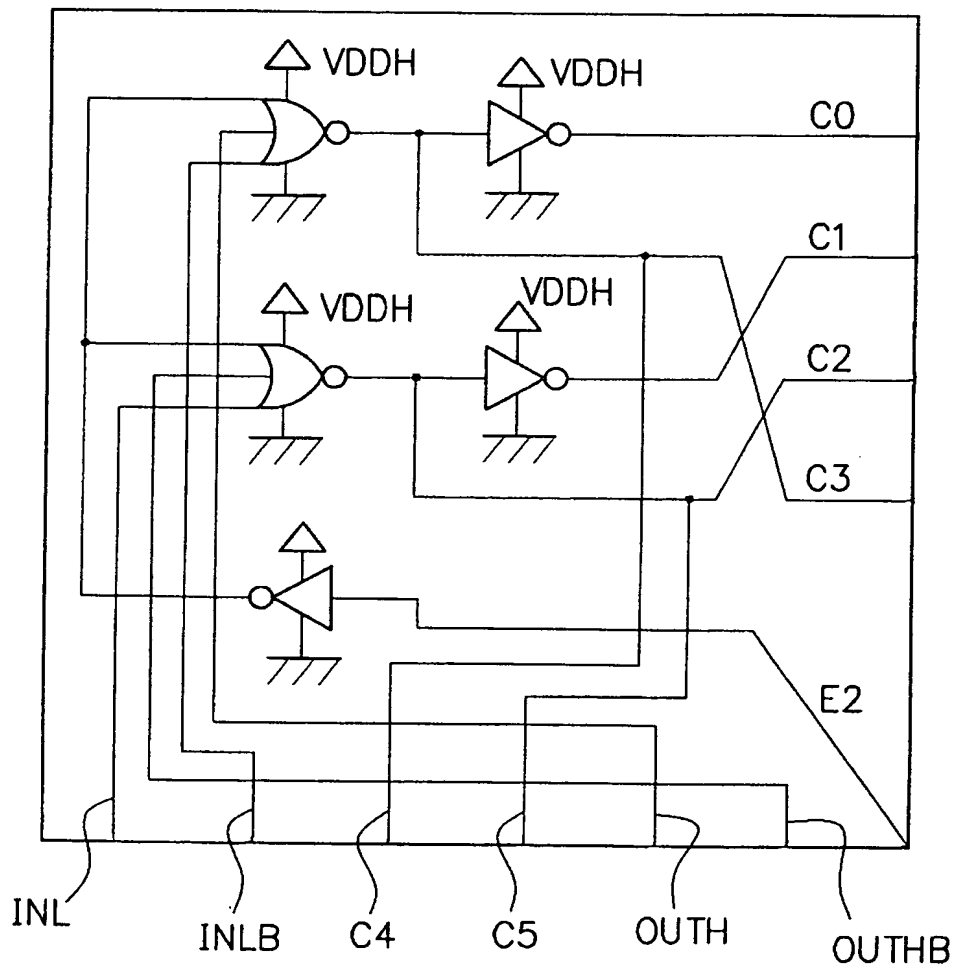 VDDH
VDDH
C0
C1
VDDH
VDDH
C2
C3
E2
INL
INLB
C4
C5
OUTH
OUTHB